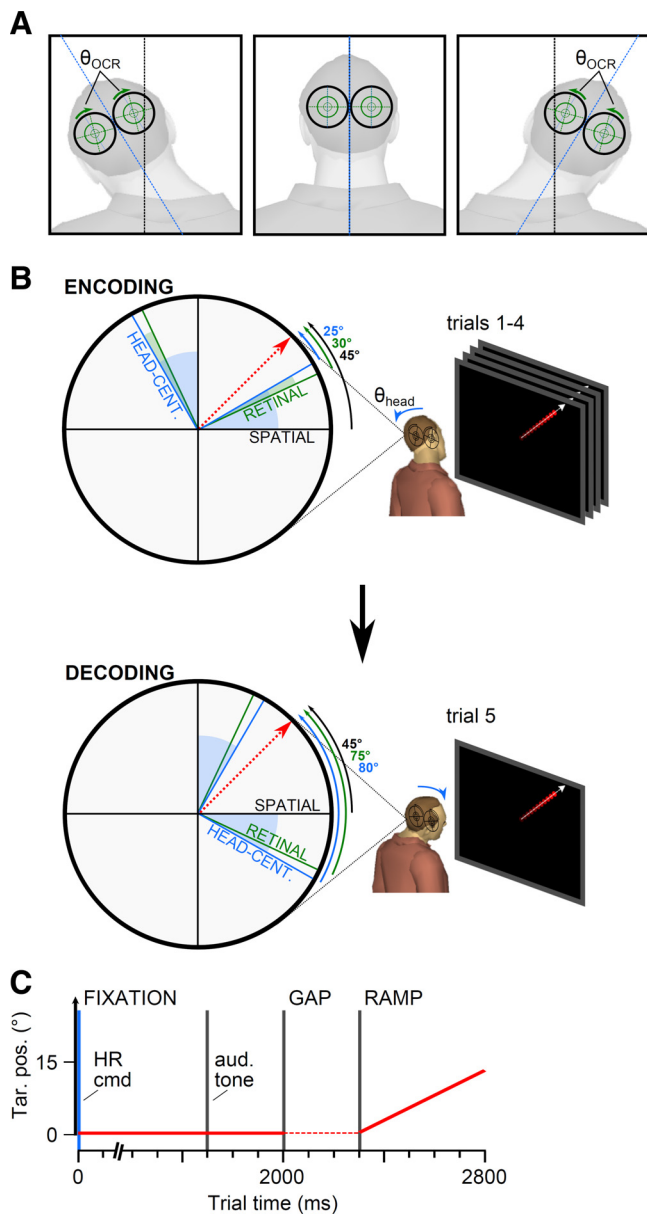 A
θOCR
θOCR
B
ENCODING
HEAD-CENT.
RETINAL
SPATIAL
25°
30°
45°
θhead
trials 1-4
DECODING
SPATIAL
RETINAL
HEAD-CENT.
45°
75°
80°
trial 5
C
Tar. pos. (°)
FIXATION
GAP
RAMP
15
HR
cmd
aud.
tone
0
0
2000
2800
Trial time (ms)